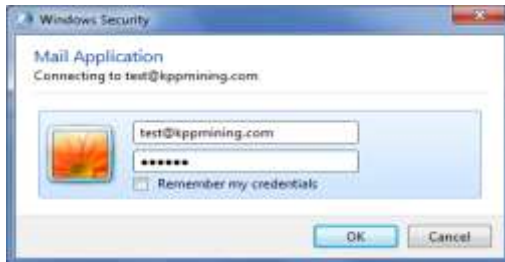 Windows Security
Mail Application
Connecting to test@kppmining.com
test@kppmining.com
••••••
Remember my credentials
OK
Cancel